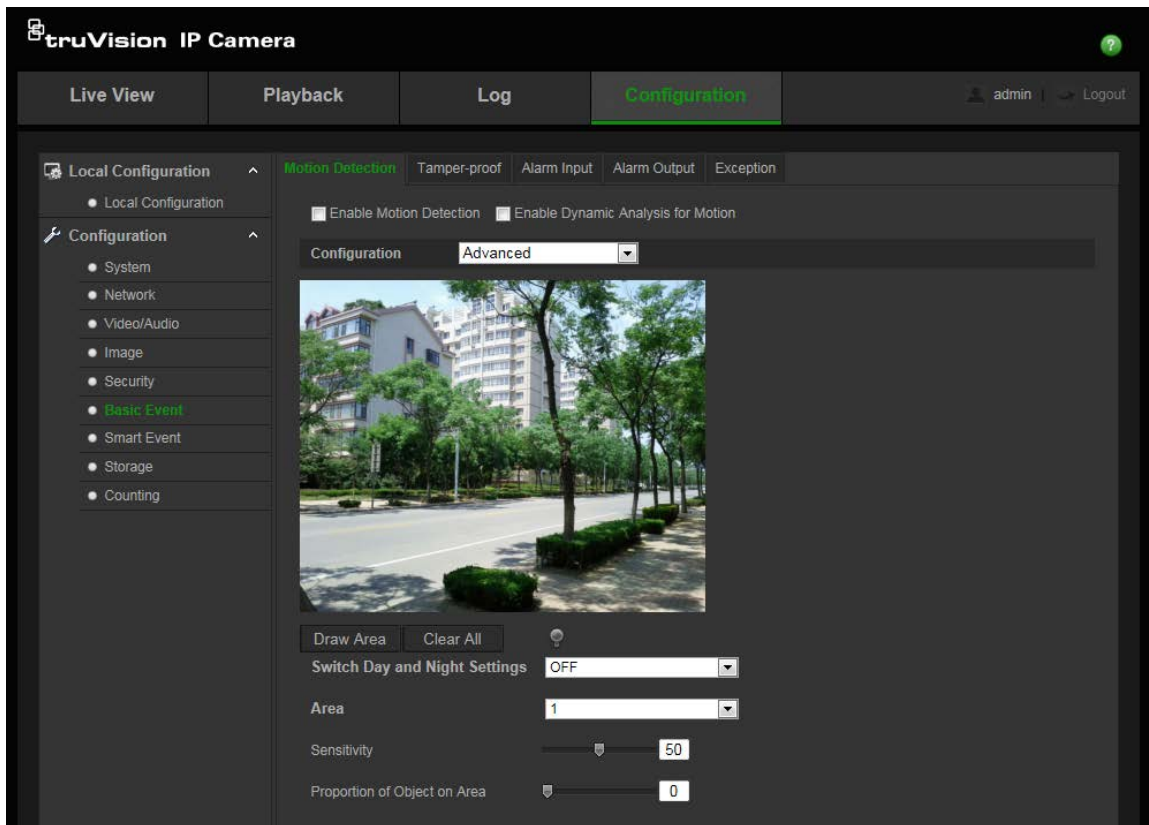 truVision IP Camera
?
Live View Playback Log Configuration admin | Logout
Local Configuration
Local Configuration
Configuration
System
Network
Video/Audio
Image
Security
Basic Event
Smart Event
Storage
Counting
Motion Detection Tamper-proof Alarm Input Alarm Output Exception
Enable Motion Detection Enable Dynamic Analysis for Motion
Configuration Advanced
Draw Area Clear All
Switch Day and Night Settings OFF
Area 1
Sensitivity 50
Proportion of Object on Area 0